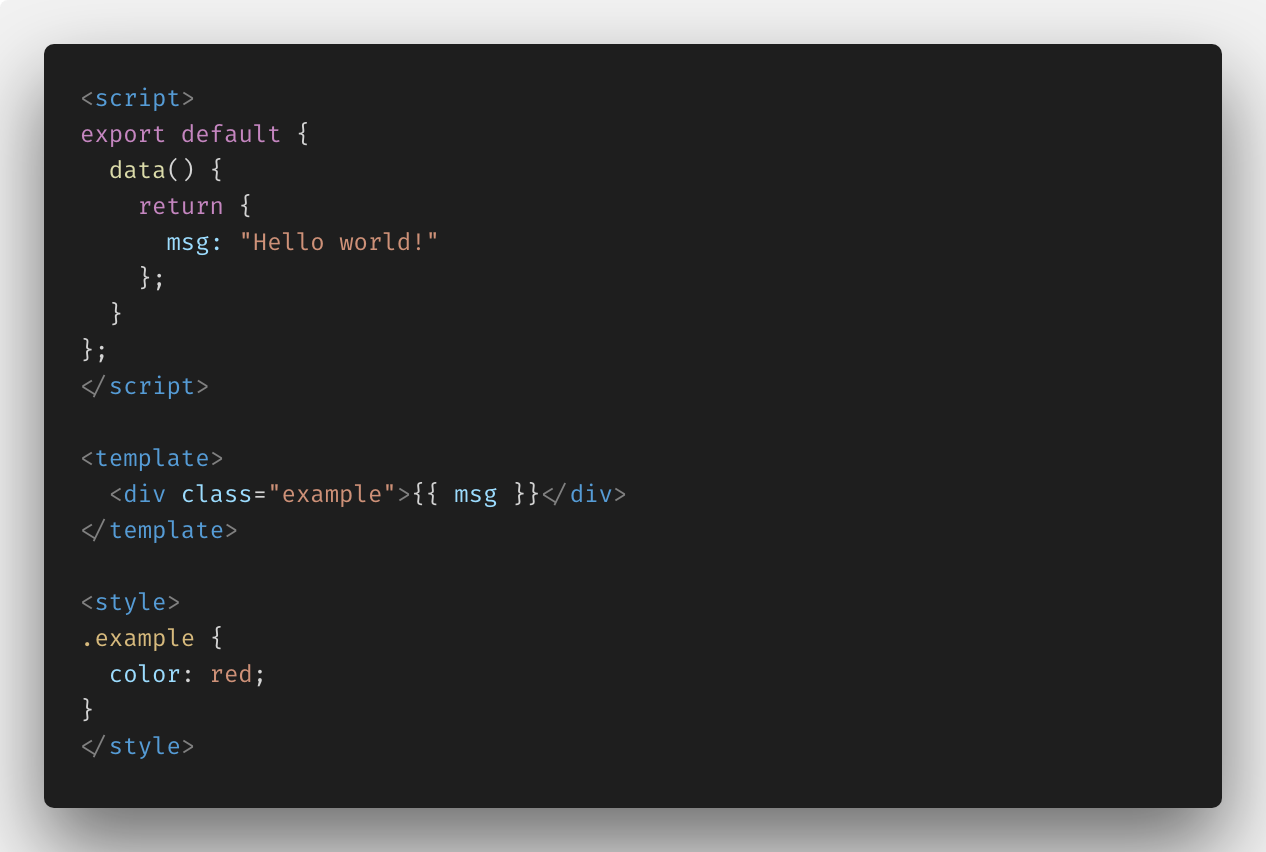 <script>
export default {
  data() {
    return {
      msg: "Hello world!"
    };
  }
};
</script>

<template>
  <div class="example">{{ msg }}</div>
</template>

<style>
.example {
  color: red;
}
</style>